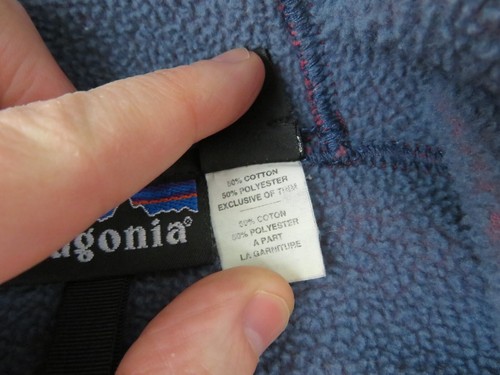 50% COTTON
50% POLYESTER
EXCLUSIVE OF TRIM
50% COTON
50% POLYESTER
A PART
LA GARNITURE
agonia®